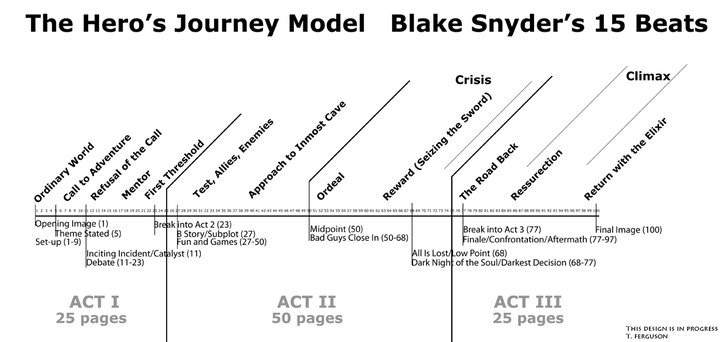 The Hero's Journey Model   Blake Snyder's 15 Beats
Crisis
Climax
Ordinary World
Call to Adventure
Refusal of the Call
Mentor
First Threshold
Test, Allies, Enemies
Approach to Inmost Cave
Ordeal
Reward (Seizing the Sword)
The Road Back
Ressurection
Return with the Elixir
Opening Image (1)
Theme Stated (5)
Set-up (1-9)
Inciting Incident/Catalyst (11)
Debate (11-23)
Break into Act 2 (23)
B Story/Subplot (27)
Fun and Games (27-50)
Midpoint (50)
Bad Guys Close In (50-68)
All Is Lost/Low Point (68)
Dark Night of the Soul/Darkest Decision (68-77)
Break into Act 3 (77)
Finale/Confrontation/Aftermath (77-97)
Final Image (100)
ACT I
25 pages
ACT II
50 pages
ACT III
25 pages
THIS DESIGN IS IN PROGRESS
T. FERGUSON